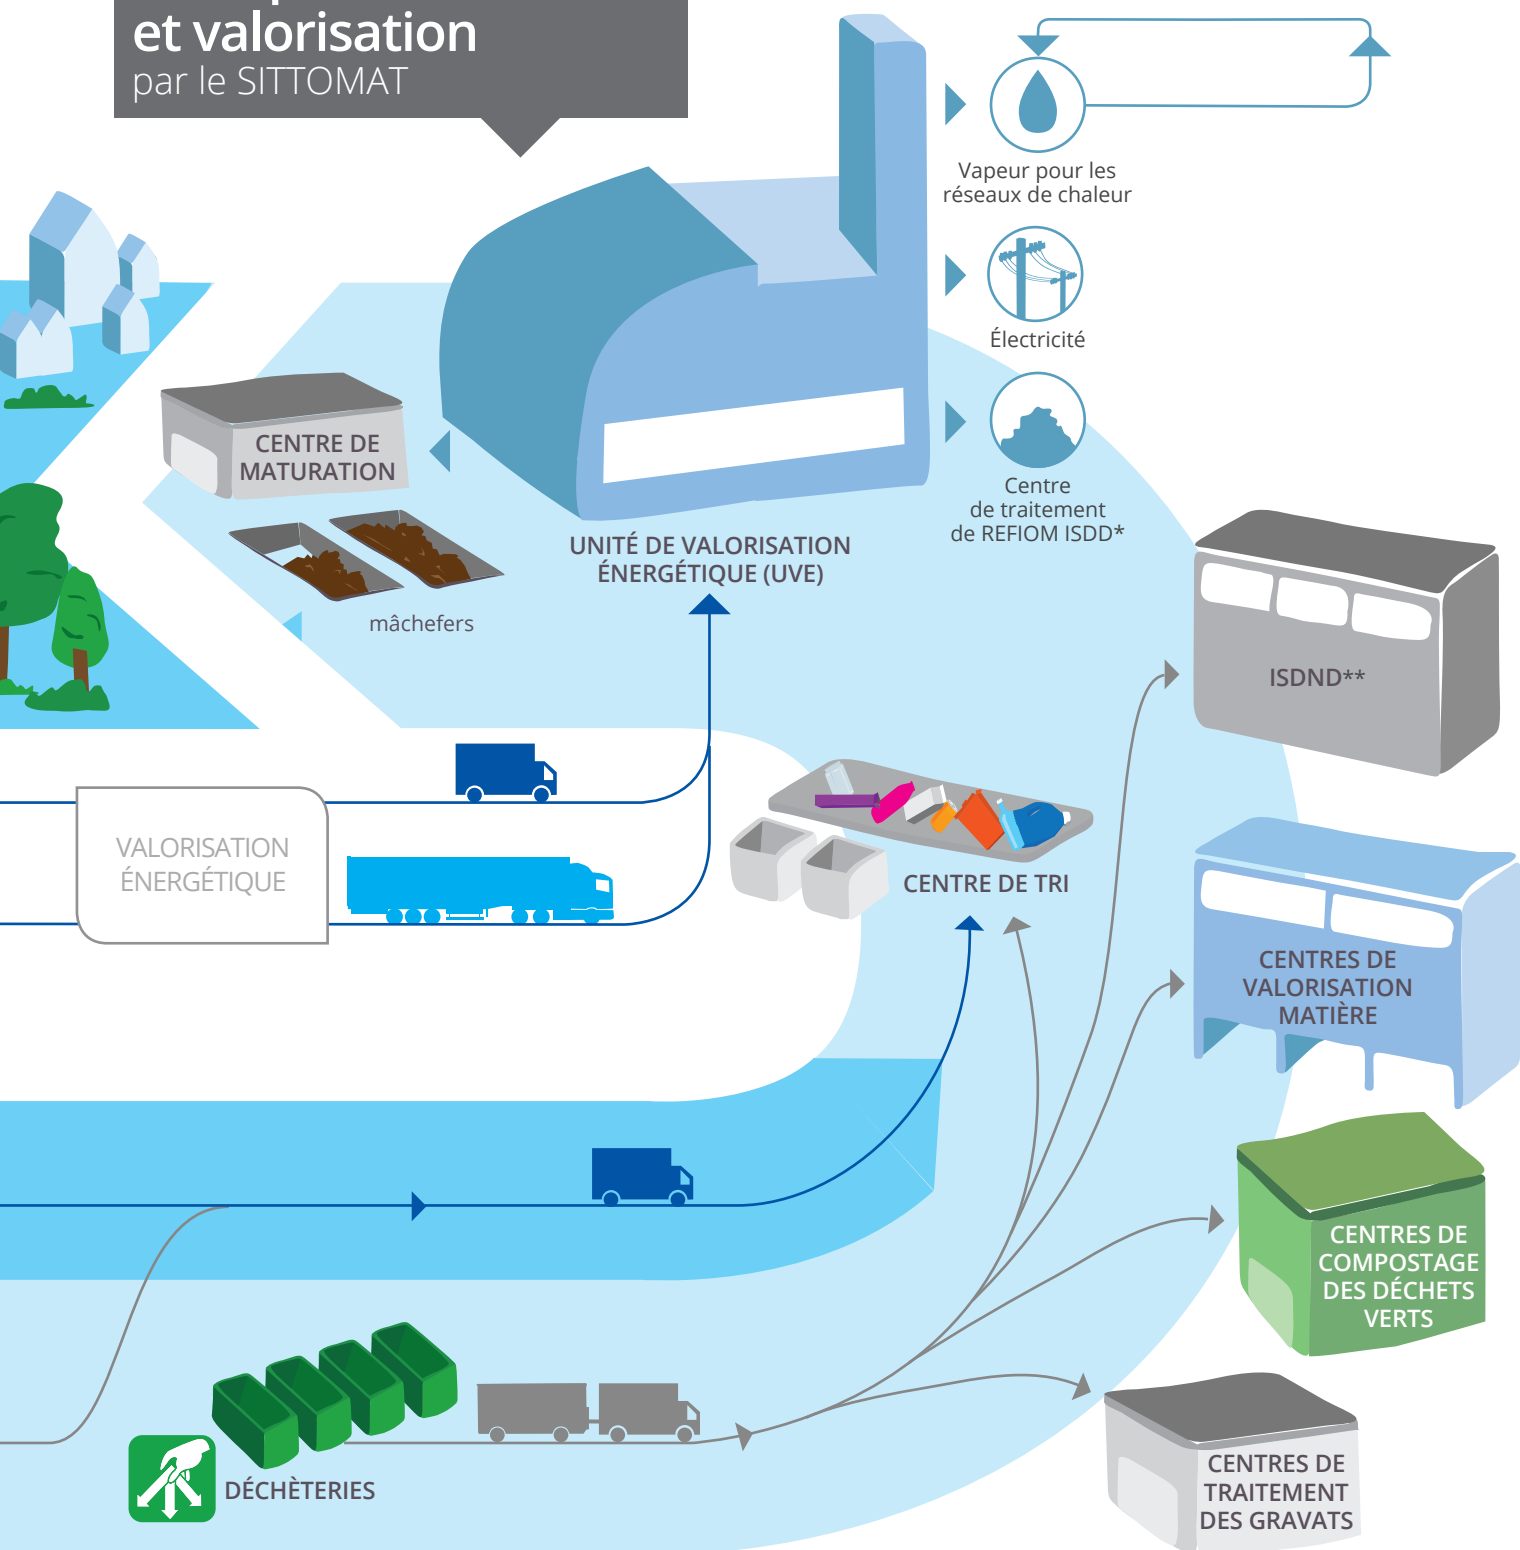 et valorisation
par le SITTOMAT
Vapeur pour les
réseaux de chaleur
Électricité
Centre
de traitement
de REFIOM ISDD*
CENTRE DE
MATURATION
mâchefers
UNITÉ DE VALORISATION
ÉNERGÉTIQUE (UVE)
ISDND**
VALORISATION
ÉNERGÉTIQUE
CENTRE DE TRI
CENTRES DE
VALORISATION
MATIÈRE
CENTRES DE
COMPOSTAGE
DES DÉCHETS
VERTS
DÉCHÈTERIES
CENTRES DE
TRAITEMENT
DES GRAVATS